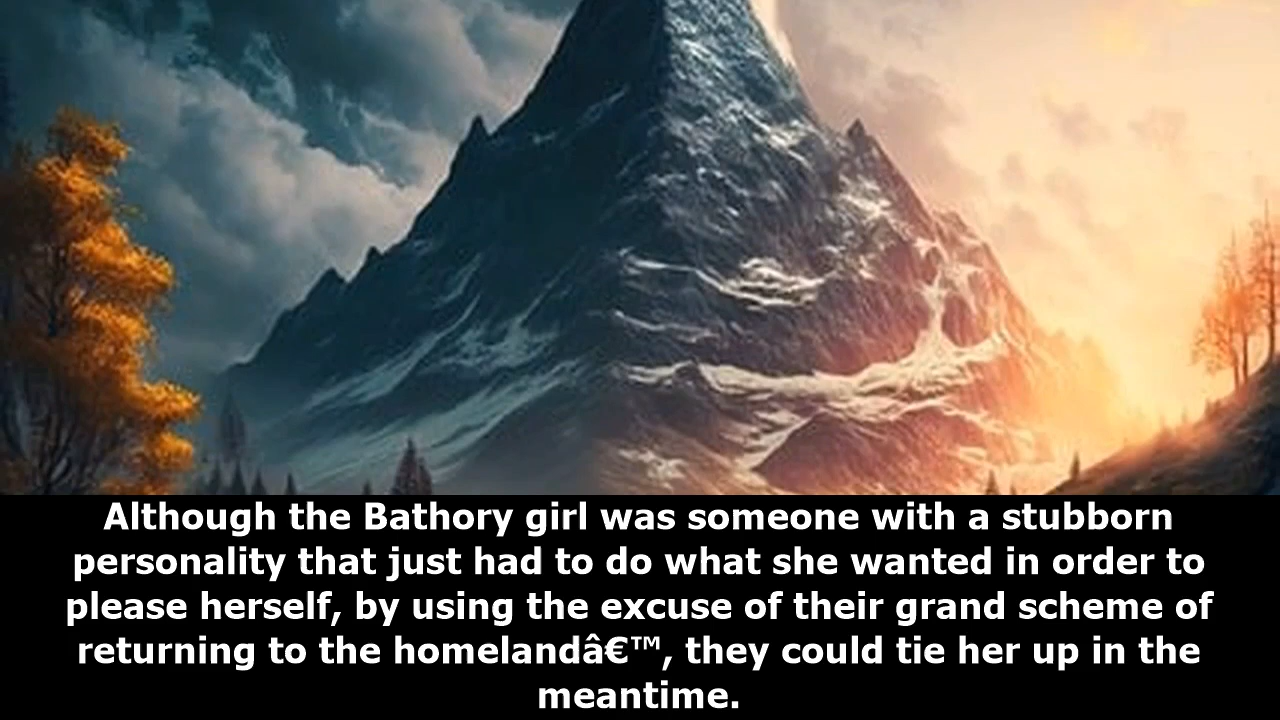 Although the Bathory girl was someone with a stubborn
personality that just had to do what she wanted in order to
please herself, by using the excuse of their grand scheme of
returning to the homelandâ€™, they could tie her up in the
meantime.